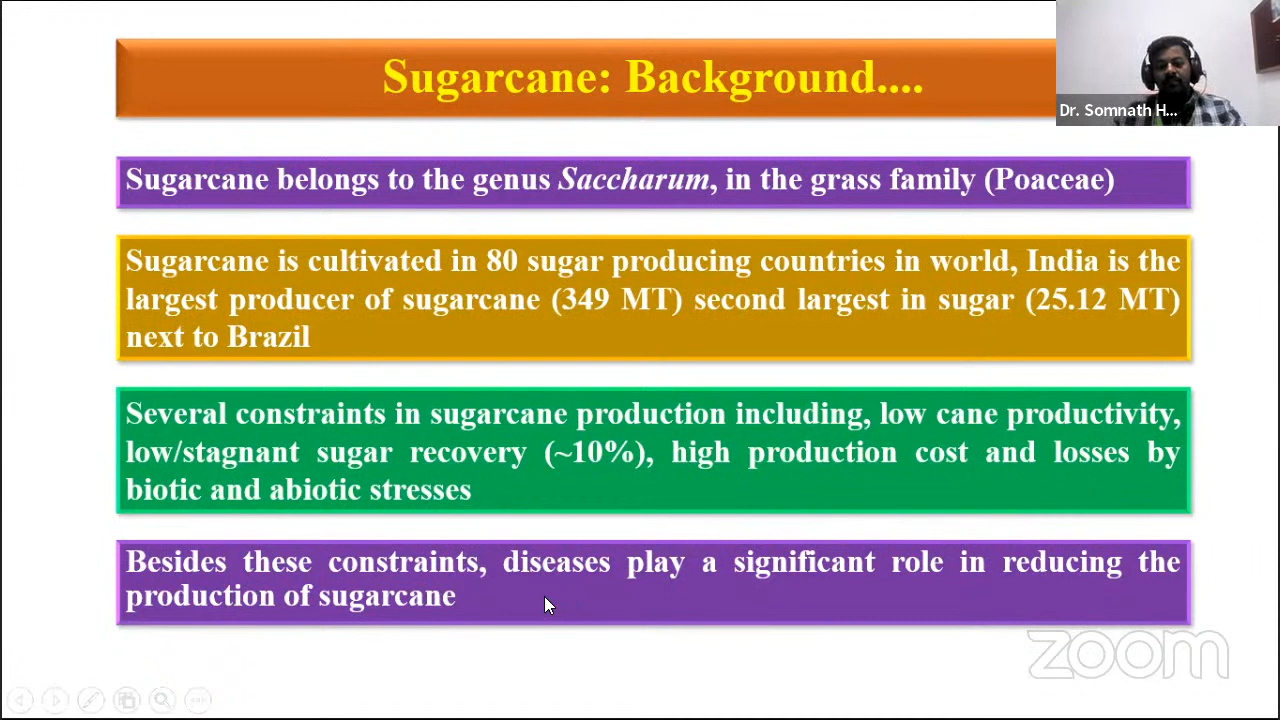 Sugarcane: Background....
Dr. Somnath H...
Sugarcane belongs to the genus Saccharum, in the grass family (Poaceae)
Sugarcane is cultivated in 80 sugar producing countries in world, India is the
largest producer of sugarcane (349 MT) second largest in sugar (25.12 MT)
next to Brazil
Several constraints in sugarcane production including, low cane productivity,
low/stagnant sugar recovery (~10%), high production cost and losses by
biotic and abiotic stresses
Besides these constraints, diseases play a significant role in reducing the
production of sugarcane
zoom